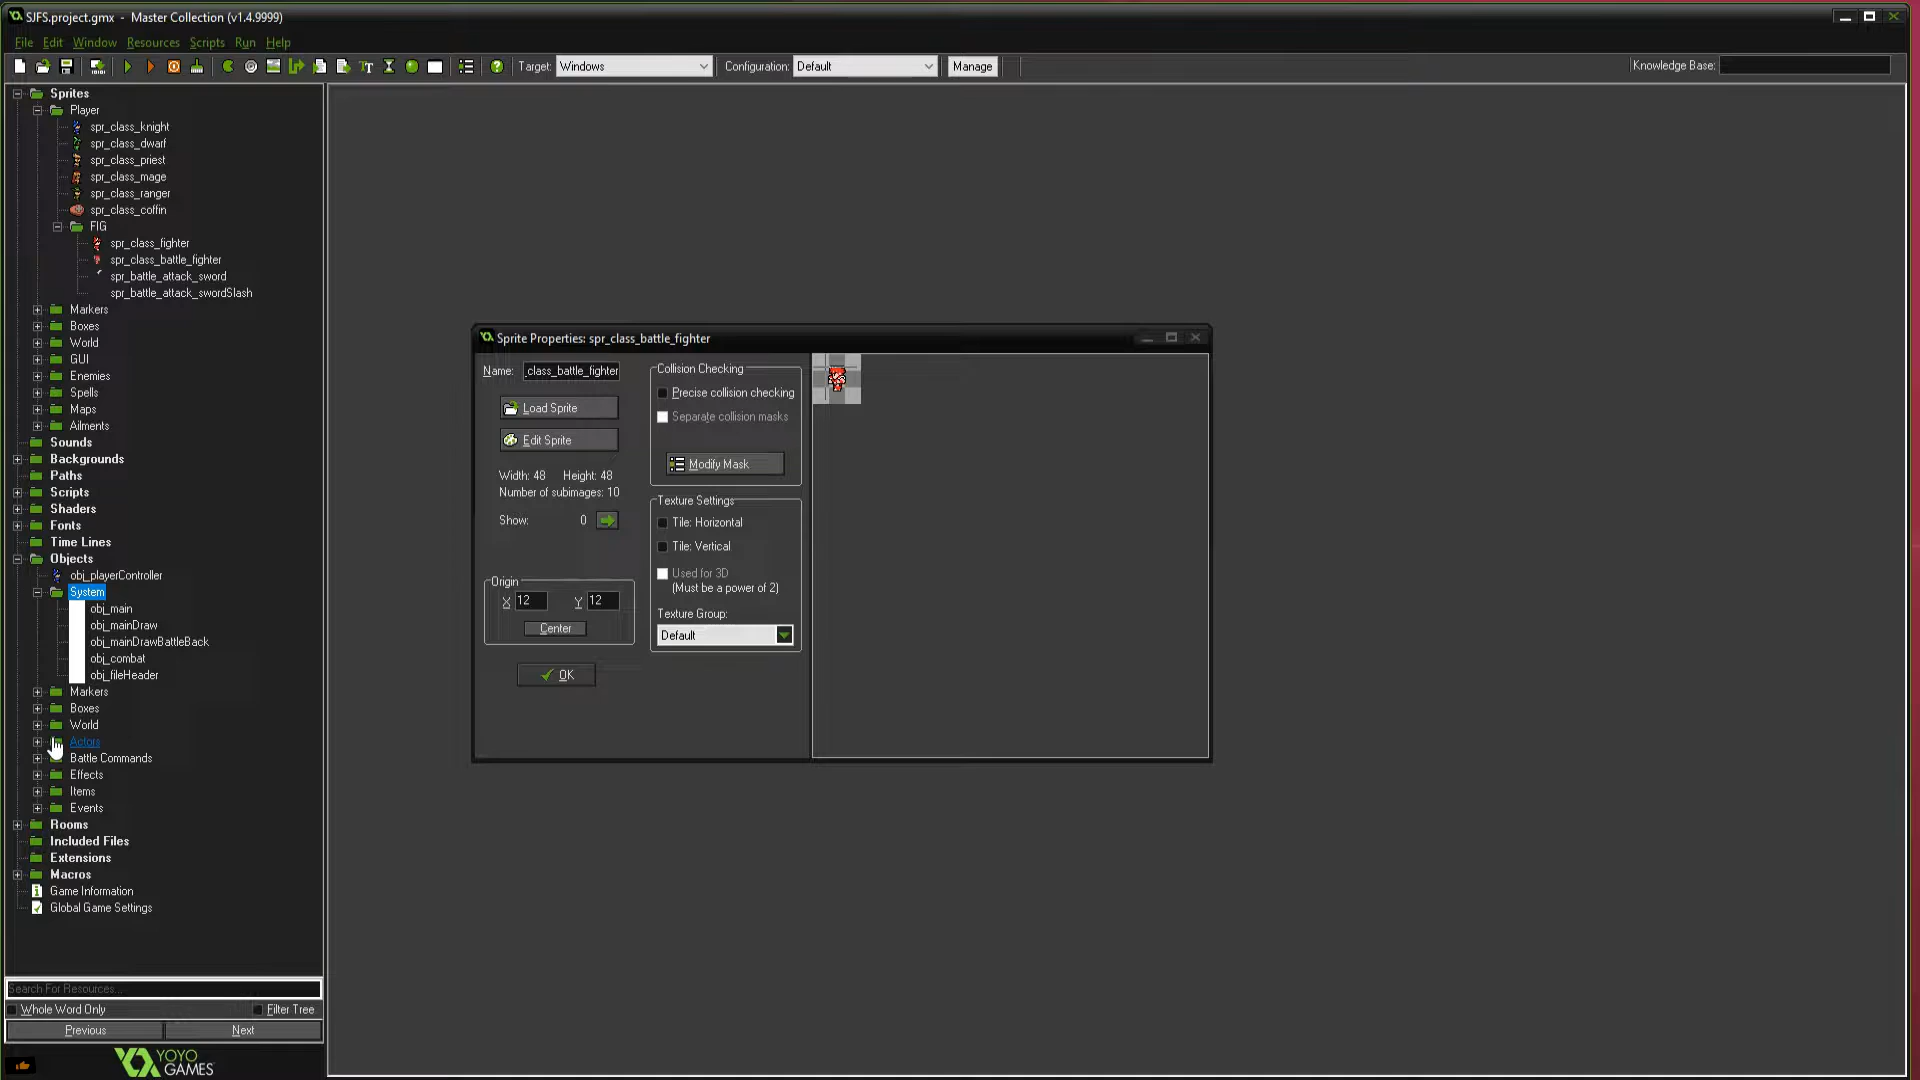 SJFS.project.gmx - Master Collection (v1.4.9999)
File Edit Window Resources Scripts Run Help
Target: Windows Configuration: Default Manage Knowledge Base:
Sprites
Player
spr_class_knight
spr_class_dwarf
spr_class_priest
spr_class_mage
spr_class_ranger
spr_class_coffin
FIG
spr_class_fighter
spr_class_battle_fighter
spr_battle_attack_sword
spr_battle_attack_swordSlash
Markers
Boxes
World
GUI
Enemies
Spells
Maps
Ailments
Sounds
Backgrounds
Paths
Scripts
Shaders
Fonts
Time Lines
Objects
obj_playerController
System
obj_main
obj_mainDraw
obj_mainDrawBattleBack
obj_combat
obj_fileHeader
Markers
Boxes
World
Actors
Battle Commands
Effects
Items
Events
Rooms
Included Files
Extensions
Macros
Game Information
Global Game Settings
Search For Resources...
Whole Word Only Filter Tree
Previous Next
YOYO
GAMES
Sprite Properties: spr_class_battle_fighter
Name: _class_battle_fighter
Load Sprite
Edit Sprite
Width: 48 Height: 48
Number of subimages: 10
Show: 0
Origin
X 12 Y 12
Center
OK
Collision Checking
Precise collision checking
Separate collision masks
Modify Mask
Texture Settings
Tile: Horizontal
Tile: Vertical
Used for 3D
(Must be a power of 2)
Texture Group:
Default